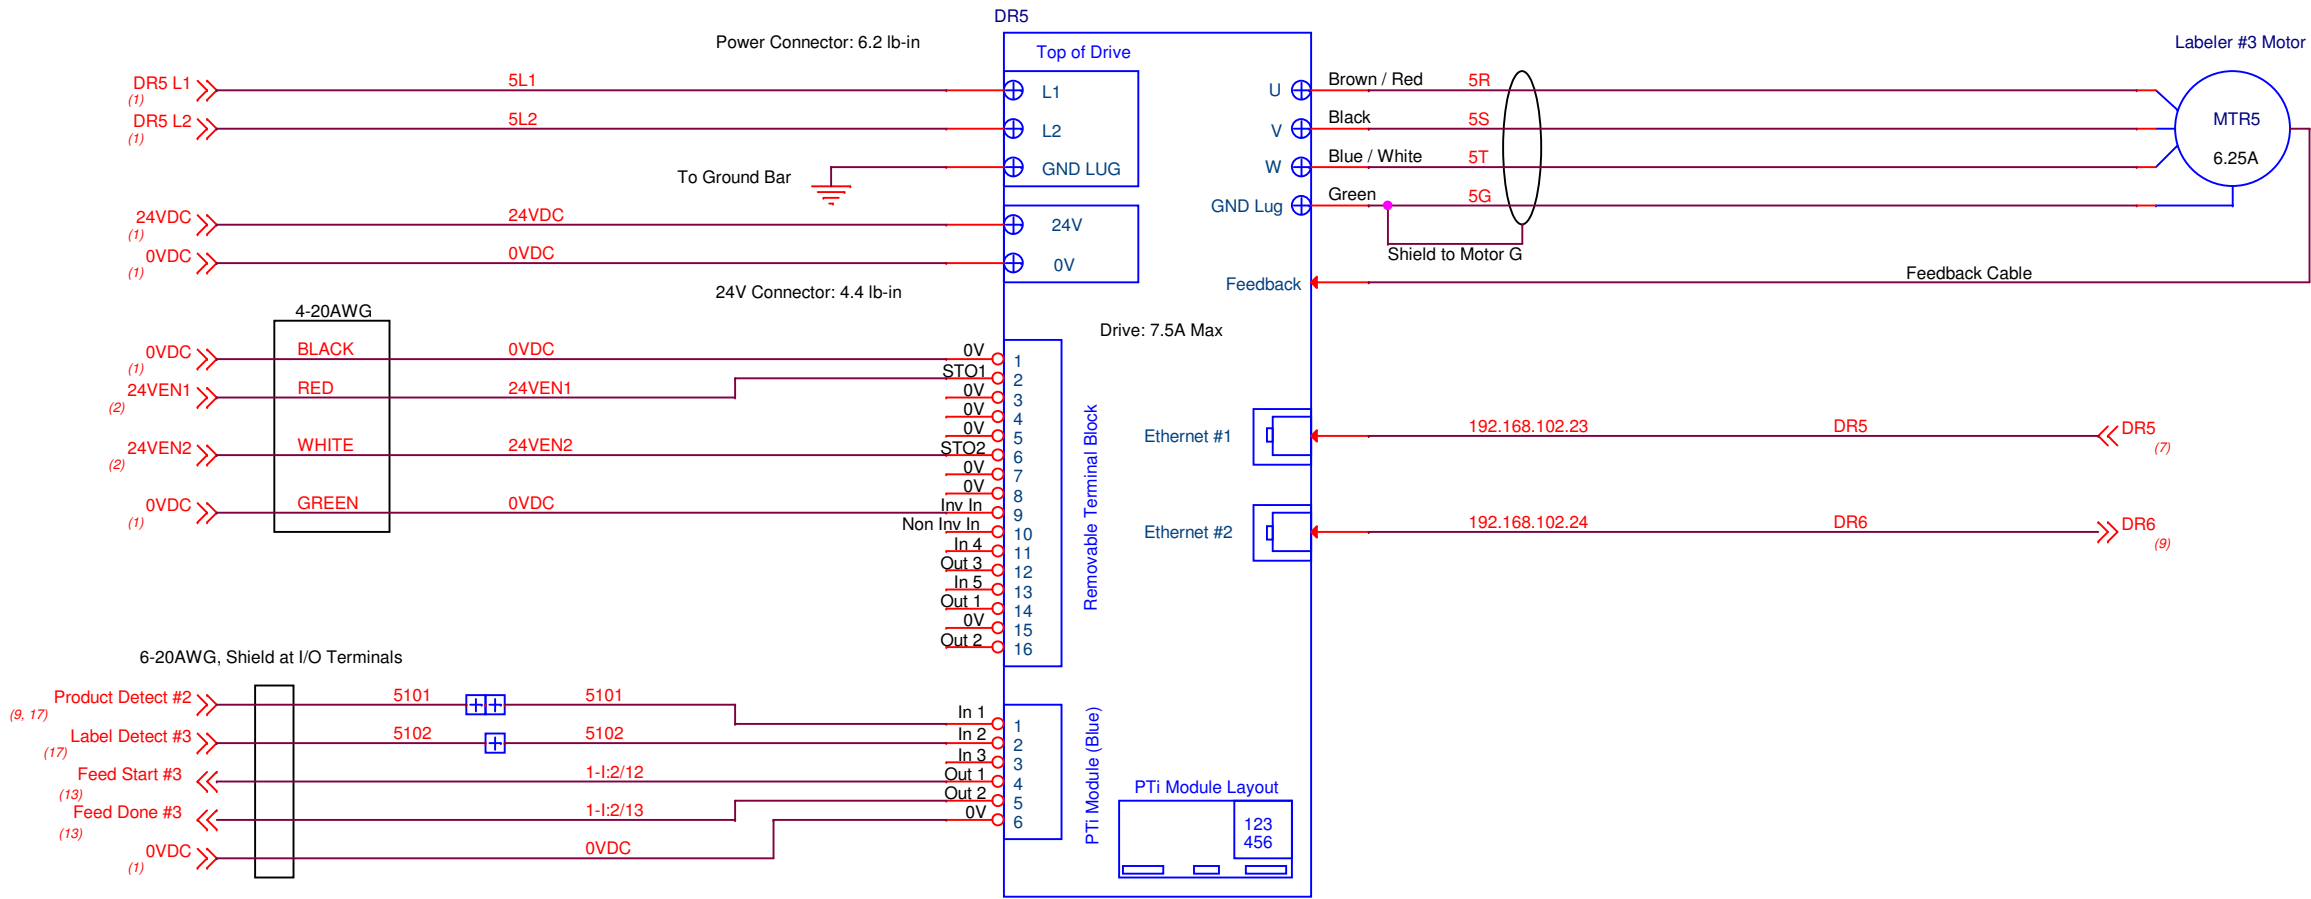 DR5
Power Connector: 6.2 lb-in
Top of Drive
Labeler #3 Motor
DR5 L1
(1)
5L1
L1
DR5 L2
(1)
5L2
L2
To Ground Bar
GND LUG
24VDC
(1)
24VDC
24V
0VDC
(1)
0VDC
0V
24V Connector: 4.4 lb-in
U
Brown / Red
5R
V
Black
5S
W
Blue / White
5T
GND Lug
Green
5G
Shield to Motor G
MTR5
6.25A
Feedback
Feedback Cable
Drive: 7.5A Max
4-20AWG
0VDC
(1)
BLACK
0VDC
24VEN1
(2)
RED
24VEN1
24VEN2
(2)
WHITE
24VEN2
0VDC
(1)
GREEN
0VDC
0V
1
STO1
2
0V
3
0V
4
0V
5
STO2
6
0V
7
0V
8
Inv In
9
Non Inv In
10
In 4
11
Out 3
12
In 5
13
Out 1
14
0V
15
Out 2
16
Removable Terminal Block
Ethernet #1
192.168.102.23
DR5
DR5
(7)
Ethernet #2
192.168.102.24
DR6
DR6
(9)
6-20AWG, Shield at I/O Terminals
Product Detect #2
(9, 17)
5101
5101
Label Detect #3
(17)
5102
5102
Feed Start #3
(13)
1-I:2/12
Feed Done #3
(13)
1-I:2/13
0VDC
(1)
0VDC
In 1
1
In 2
2
In 3
3
Out 1
4
Out 2
5
0V
6
PTi Module (Blue)
PTi Module Layout
123
456